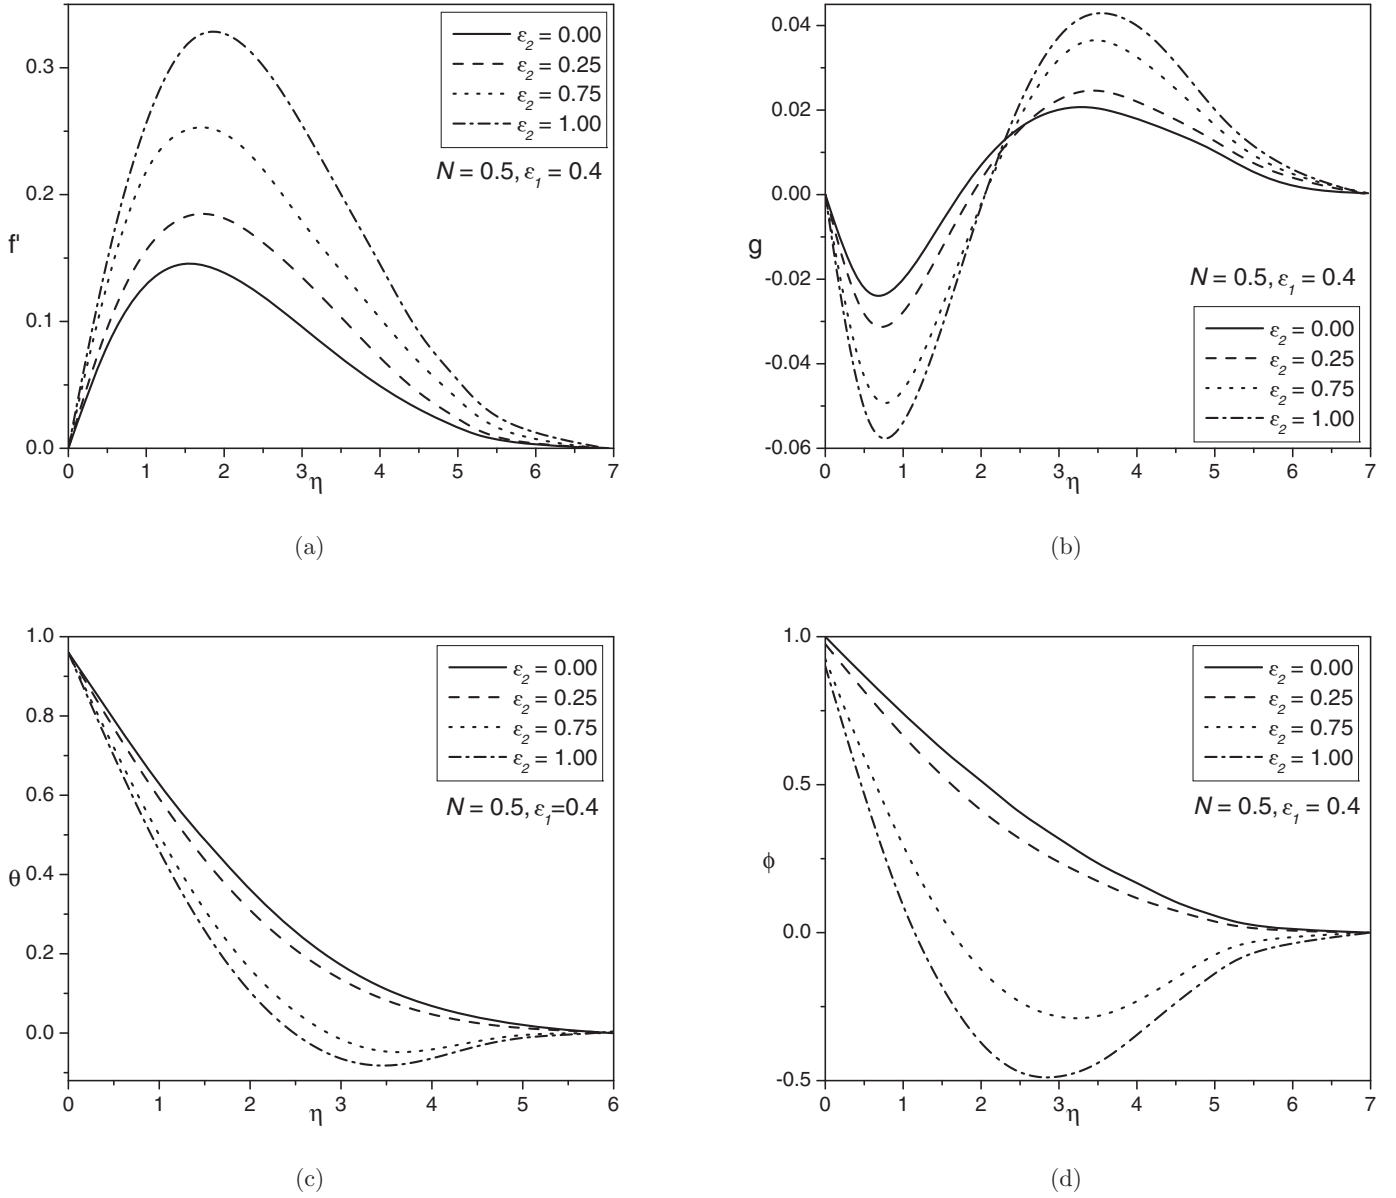 f'
0.3
0.2
0.1
0.0
ε2 = 0.00
ε2 = 0.25
ε2 = 0.75
ε2 = 1.00
N = 0.5, ε1 = 0.4
0 1 2 3 4 5 6 7
η
(a)
g
0.04
0.02
0.00
-0.02
-0.04
-0.06
N = 0.5, ε1 = 0.4
ε2 = 0.00
ε2 = 0.25
ε2 = 0.75
ε2 = 1.00
0 1 2 3 4 5 6 7
η
(b)
θ
1.0
0.8
0.6
0.4
0.2
0.0
ε2 = 0.00
ε2 = 0.25
ε2 = 0.75
ε2 = 1.00
N = 0.5, ε1=0.4
0 1 2 3 4 5 6
η
(c)
ϕ
1.0
0.5
0.0
-0.5
ε2 = 0.00
ε2 = 0.25
ε2 = 0.75
ε2 = 1.00
N = 0.5, ε1 = 0.4
0 1 2 3 4 5 6 7
η
(d)